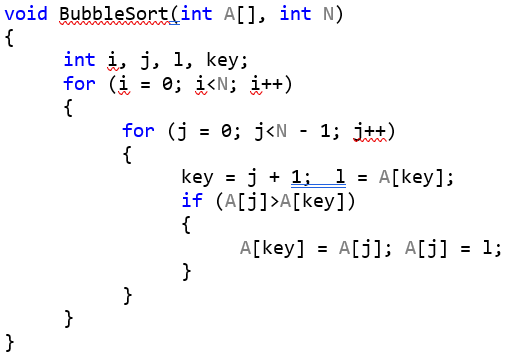 void BubbleSort(int A[], int N)
{
int i, j, l, key;
for (i = 0; i<N; i++)
{
for (j = 0; j<N - 1; j++)
{
key = j + 1;  l = A[key];
if (A[j]>A[key])
{
A[key] = A[j]; A[j] = l;
}
}
}
}